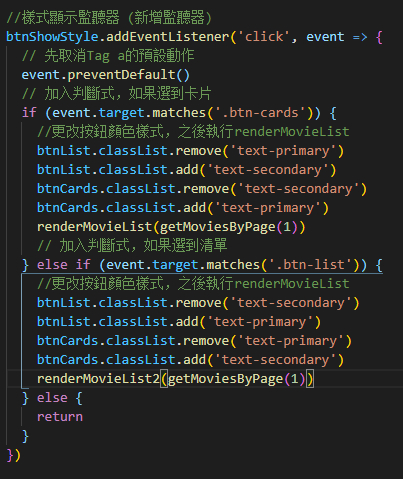 //樣式顯示監聽器 (新增監聽器)
btnShowStyle.addEventListener('click', event => {
  // 先取消Tag a的預設動作
  event.preventDefault()
  // 加入判斷式，如果選到卡片
  if (event.target.matches('.btn-cards')) {
    //更改按鈕顏色樣式，之後執行renderMovieList
    btnList.classList.remove('text-primary')
    btnList.classList.add('text-secondary')
    btnCards.classList.remove('text-secondary')
    btnCards.classList.add('text-primary')
    renderMovieList(getMoviesByPage(1))
    // 加入判斷式，如果選到清單
  } else if (event.target.matches('.btn-list')) {
    //更改按鈕顏色樣式，之後執行renderMovieList
    btnList.classList.remove('text-secondary')
    btnList.classList.add('text-primary')
    btnCards.classList.remove('text-primary')
    btnCards.classList.add('text-secondary')
    renderMovieList2(getMoviesByPage(1))
  } else {
    return
  }
})